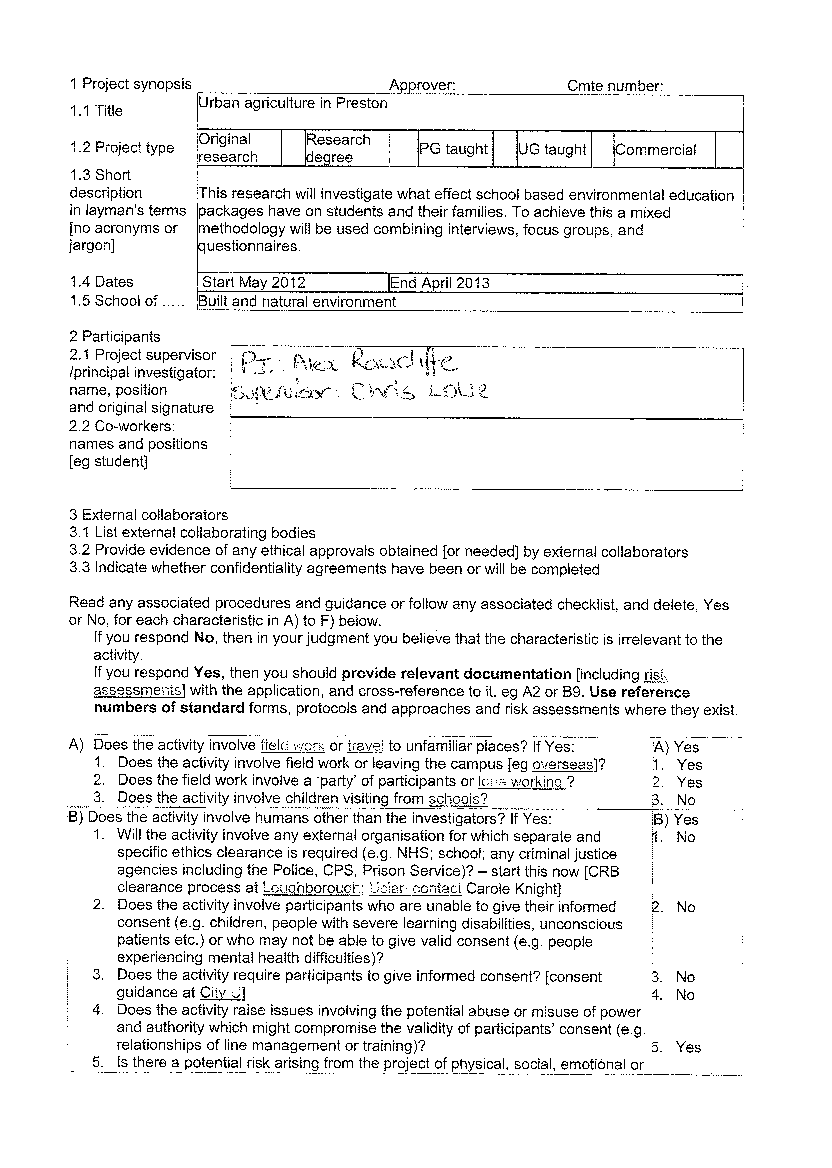 1 Project synopsis Approver: Cmte number:
1.1 Title Urban agriculture in Preston
1.2 Project type Original research Research degree PG taught UG taught Commercial
1.3 Short
description This research will investigate what effect school based environmental education
in layman's terms packages have on students and their families. To achieve this a mixed
[no acronyms or methodology will be used combining interviews, focus groups, and
jargon] questionnaires.
1.4 Dates Start May 2012 End April 2013
1.5 School of ..... Built and natural environment
2 Participants
2.1 Project supervisor P.I: Alex Rawcliffe
/principal investigator:
name, position Supervisor: Chris Lowe
and original signature
2.2 Co-workers:
names and positions
[eg student]
3 External collaborators
3.1 List external collaborating bodies
3.2 Provide evidence of any ethical approvals obtained [or needed] by external collaborators
3.3 Indicate whether confidentiality agreements have been or will be completed
Read any associated procedures and guidance or follow any associated checklist, and delete, Yes
or No, for each characteristic in A) to F) below.
If you respond No, then in your judgment you believe that the characteristic is irrelevant to the
activity.
If you respond Yes, then you should provide relevant documentation [including risk
assessments] with the application, and cross-reference to it. eg A2 or B9. Use reference
numbers of standard forms, protocols and approaches and risk assessments where they exist.
A) Does the activity involve field work or travel to unfamiliar places? If Yes: A) Yes
1. Does the activity involve field work or leaving the campus [eg overseas]? 1. Yes
2. Does the field work involve a 'party' of participants or lone working ? 2. Yes
3. Does the activity involve children visiting from schools? 3. No
B) Does the activity involve humans other than the investigators? If Yes: B) Yes
1. Will the activity involve any external organisation for which separate and 1. No
specific ethics clearance is required (e.g. NHS; school; any criminal justice
agencies including the Police, CPS, Prison Service)? – start this now [CRB
clearance process at Loughborough; Uclan contact Carole Knight]
2. Does the activity involve participants who are unable to give their informed 2. No
consent (e.g. children, people with severe learning disabilities, unconscious
patients etc.) or who may not be able to give valid consent (e.g. people
experiencing mental health difficulties)?
3. Does the activity require participants to give informed consent? [consent 3. No
guidance at City U] 4. No
4. Does the activity raise issues involving the potential abuse or misuse of power
and authority which might compromise the validity of participants' consent (e.g.
relationships of line management or training)? 5. Yes
5. Is there a potential risk arising from the project of physical, social, emotional or